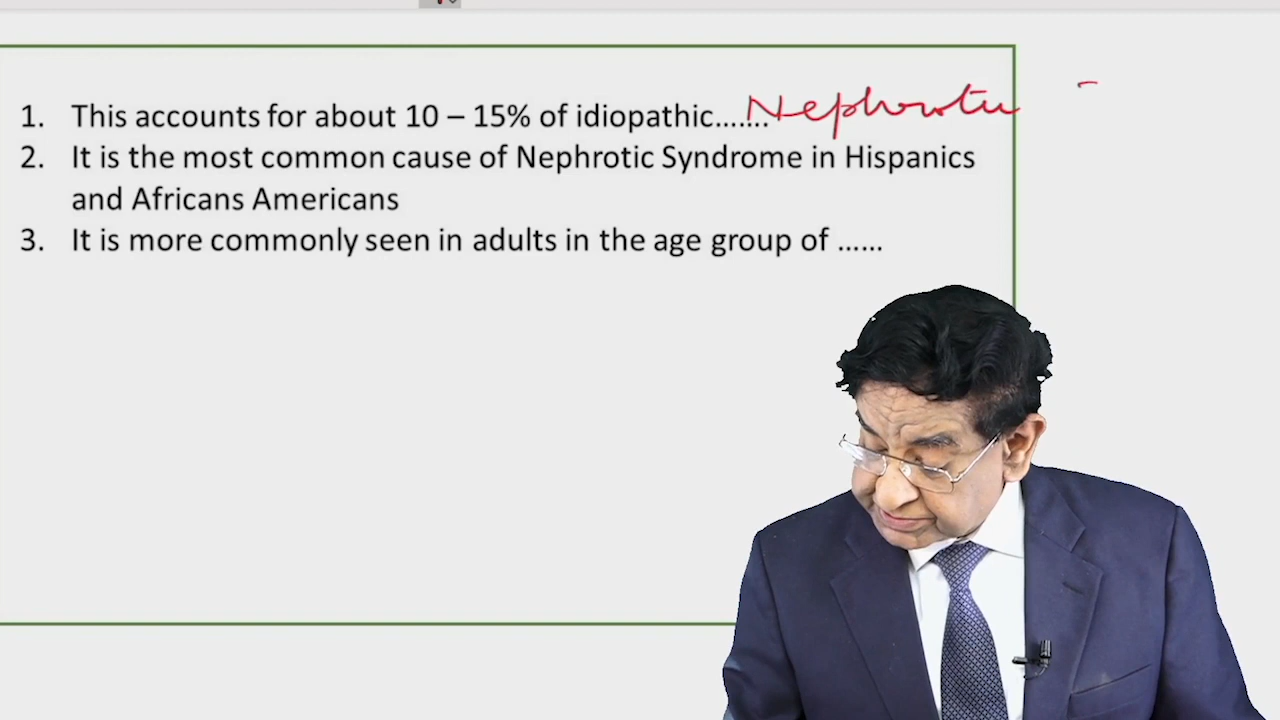 1. This accounts for about 10 – 15% of idiopathic....... Nephrotic
2. It is the most common cause of Nephrotic Syndrome in Hispanics
and Africans Americans
3. It is more commonly seen in adults in the age group of ......